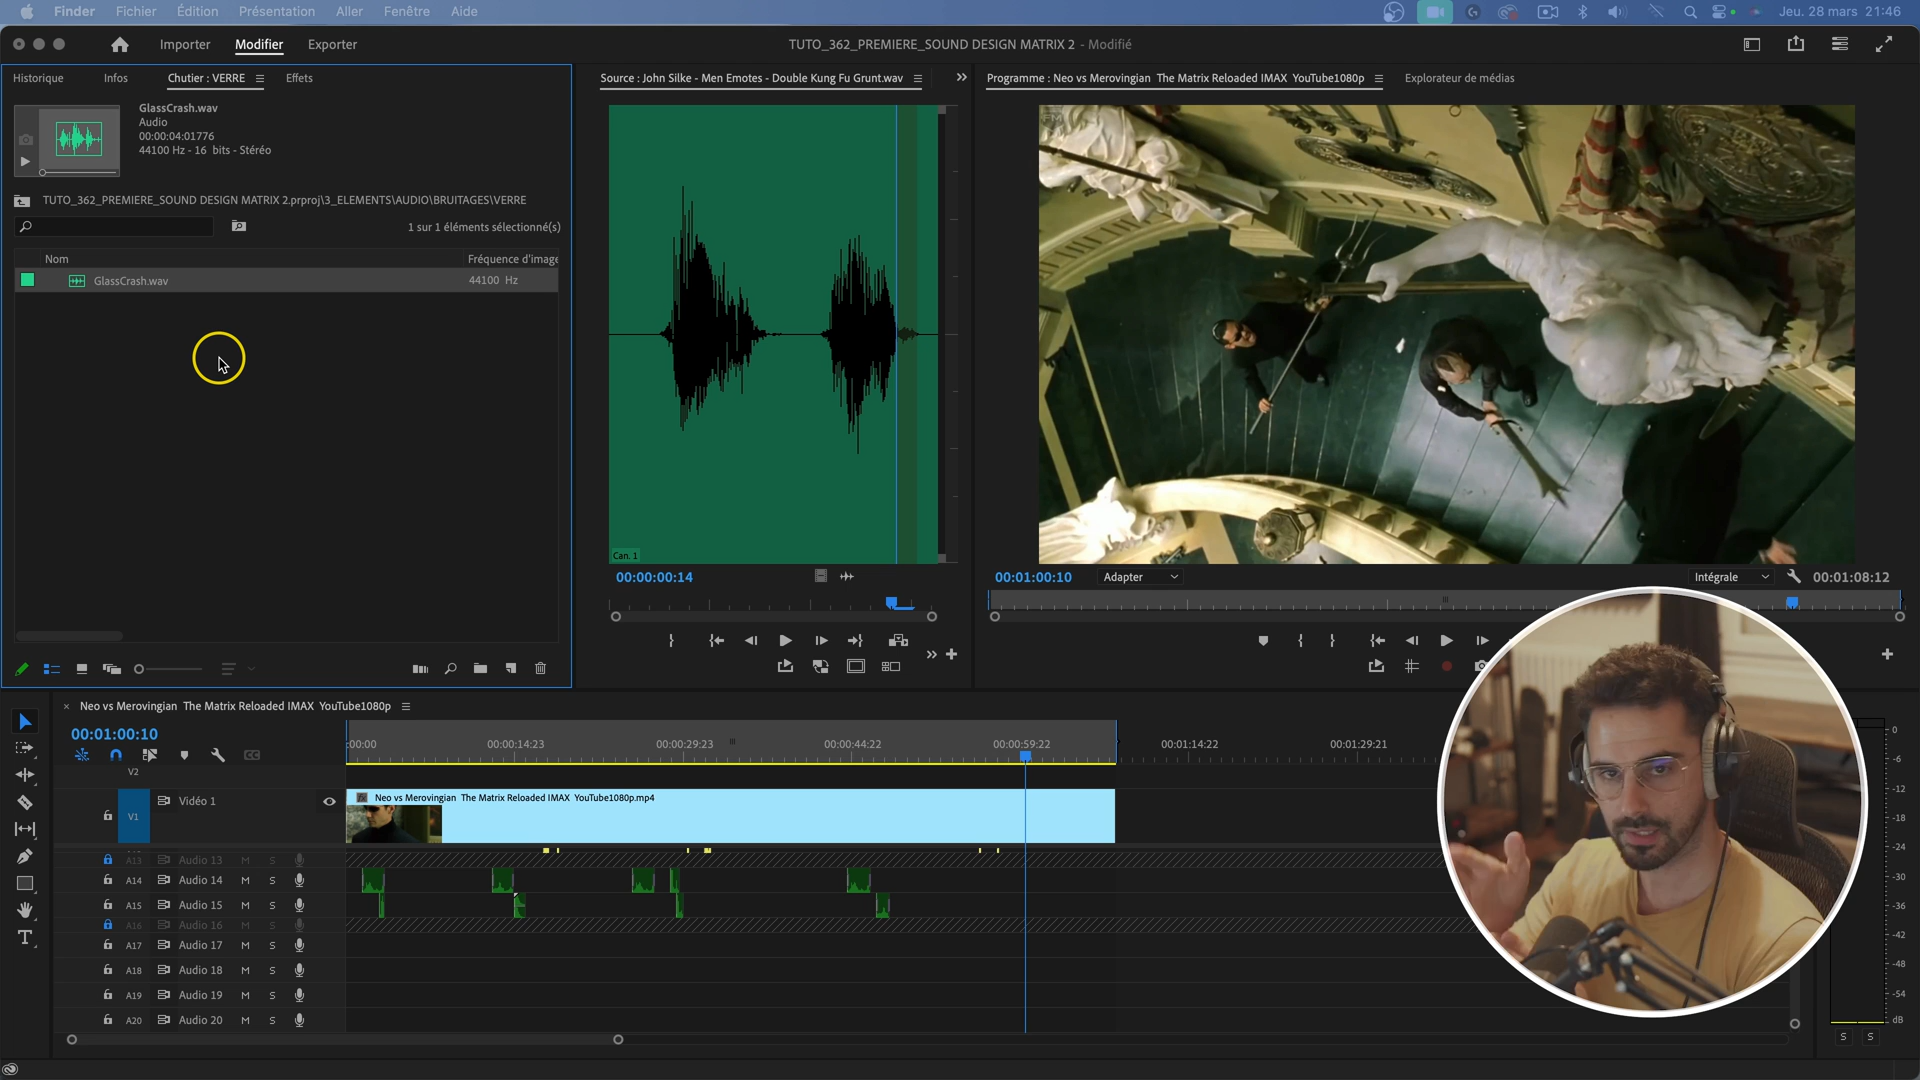 Finder Fichier Édition Présentation Aller Fenêtre Aide Jeu. 28 mars 21:46
Importer Modifier Exporter TUTO_362_PREMIERE_SOUND DESIGN MATRIX 2 - Modifié
Historique Infos Chutier : VERRE Effets
Source : John Silke - Men Emotes - Double Kung Fu Grunt.wav
Programme : Neo vs Merovingian The Matrix Reloaded IMAX YouTube1080p Explorateur de médias
GlassCrash.wav
Audio
00:00:04:01776
44100 Hz - 16 bits - Stéréo
TUTO_362_PREMIERE_SOUND DESIGN MATRIX 2.prproj\3_ELEMENTS\AUDIO\BRUITAGES\VERRE
1 sur 1 éléments sélectionné(s)
Nom Fréquence d'image
GlassCrash.wav 44100 Hz
Can. 1
00:00:00:14
00:01:00:10 Adapter Intégrale 00:01:08:12
Neo vs Merovingian The Matrix Reloaded IMAX YouTube1080p
00:01:00:10
:00:00 00:00:14:23 00:00:29:23 00:00:44:22 00:00:59:22 00:01:14:22 00:01:29:21
V2
V1 Vidéo 1
Neo vs Merovingian The Matrix Reloaded IMAX YouTube1080p.mp4
A13 Audio 13 M S
A14 Audio 14 M S
A15 Audio 15 M S
A16 Audio 16 M S
A17 Audio 17 M S
A18 Audio 18 M S
A19 Audio 19 M S
A20 Audio 20 M S
0
-6
-12
-18
-24
-30
-36
-42
-48
-54
dB
S S